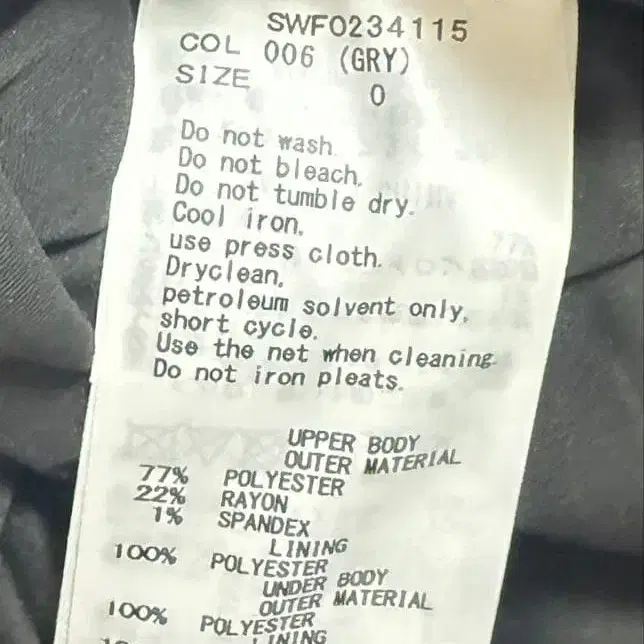 SWF0234115
COL 006 (GRY)
SIZE 0
Do not wash.
Do not bleach.
Do not tumble dry.
Cool iron,
use press cloth.
Dryclean,
petroleum solvent only,
short cycle.
Use the net when cleaning.
Do not iron pleats.
UPPER BODY
OUTER MATERIAL
77% POLYESTER
22% RAYON
1% SPANDEX
LINING
100% POLYESTER
UNDER BODY
OUTER MATERIAL
100% POLYESTER
LINING